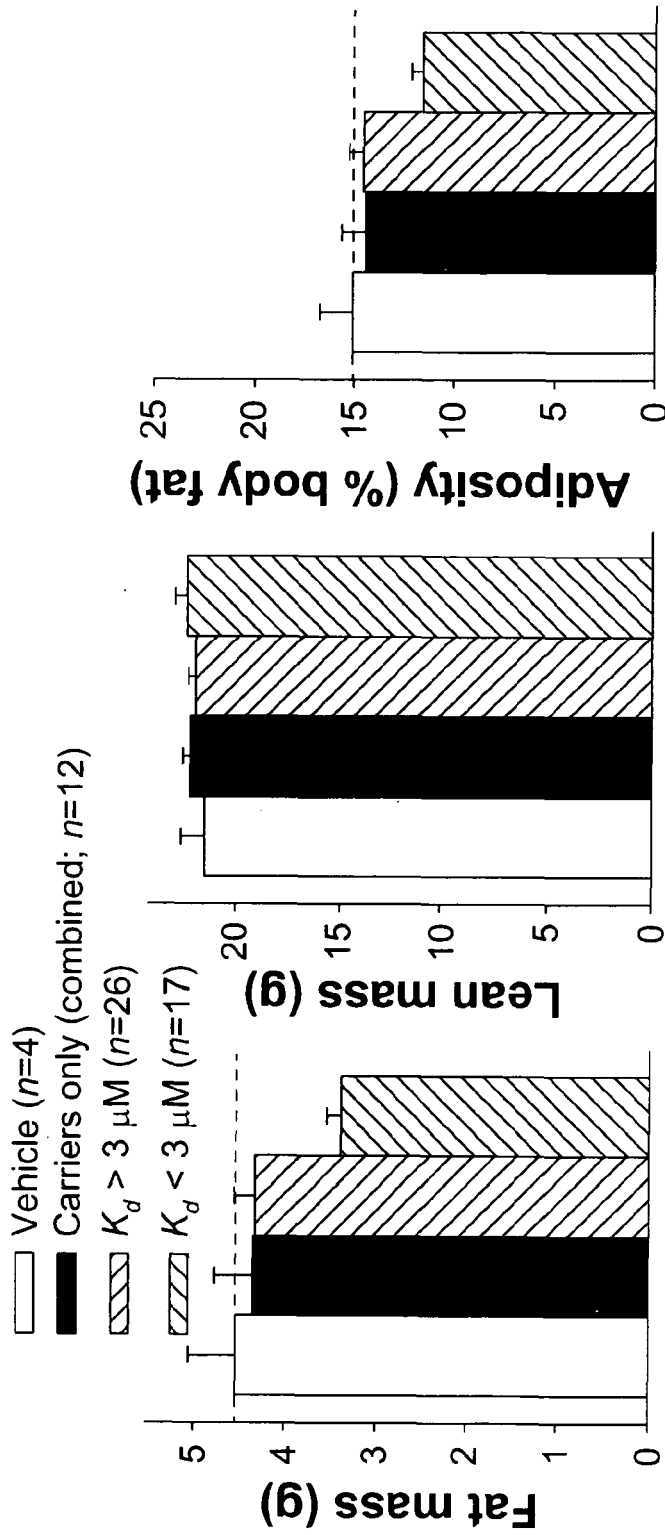 Vehicle (n=4)
Carriers only (combined; n=12)
K_d > 3 μM (n=26)
K_d < 3 μM (n=17)
Fat mass (g)
5
4
3
2
1
0
Lean mass (g)
20
15
10
5
0
Adiposity (% body fat)
25
20
15
10
5
0